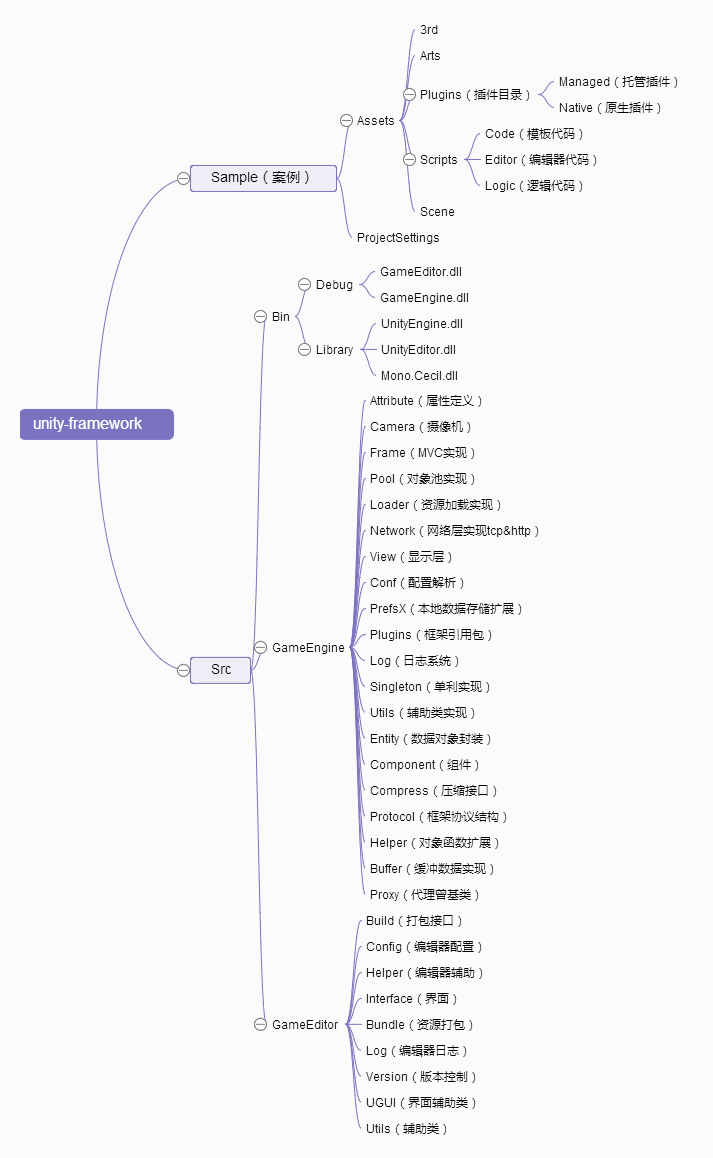 unity-framework
Sample（案例）
Assets
3rd
Arts
Plugins（插件目录）
Managed（托管插件）
Native（原生插件）
Scripts
Code（模板代码）
Editor（编辑器代码）
Logic（逻辑代码）
Scene
ProjectSettings
Src
Bin
Debug
GameEditor.dll
GameEngine.dll
Library
UnityEngine.dll
UnityEditor.dll
Mono.Cecil.dll
GameEngine
Attribute（属性定义）
Camera（摄像机）
Frame（MVC实现）
Pool（对象池实现）
Loader（资源加载实现）
Network（网络层实现tcp&http）
View（显示层）
Conf（配置解析）
PrefsX（本地数据存储扩展）
Plugins（框架引用包）
Log（日志系统）
Singleton（单利实现）
Utils（辅助类实现）
Entity（数据对象封装）
Component（组件）
Compress（压缩接口）
Protocol（框架协议结构）
Helper（对象函数扩展）
Buffer（缓冲数据实现）
Proxy（代理曾基类）
GameEditor
Build（打包接口）
Config（编辑器配置）
Helper（编辑器辅助）
Interface（界面）
Bundle（资源打包）
Log（编辑器日志）
Version（版本控制）
UGUI（界面辅助类）
Utils（辅助类）